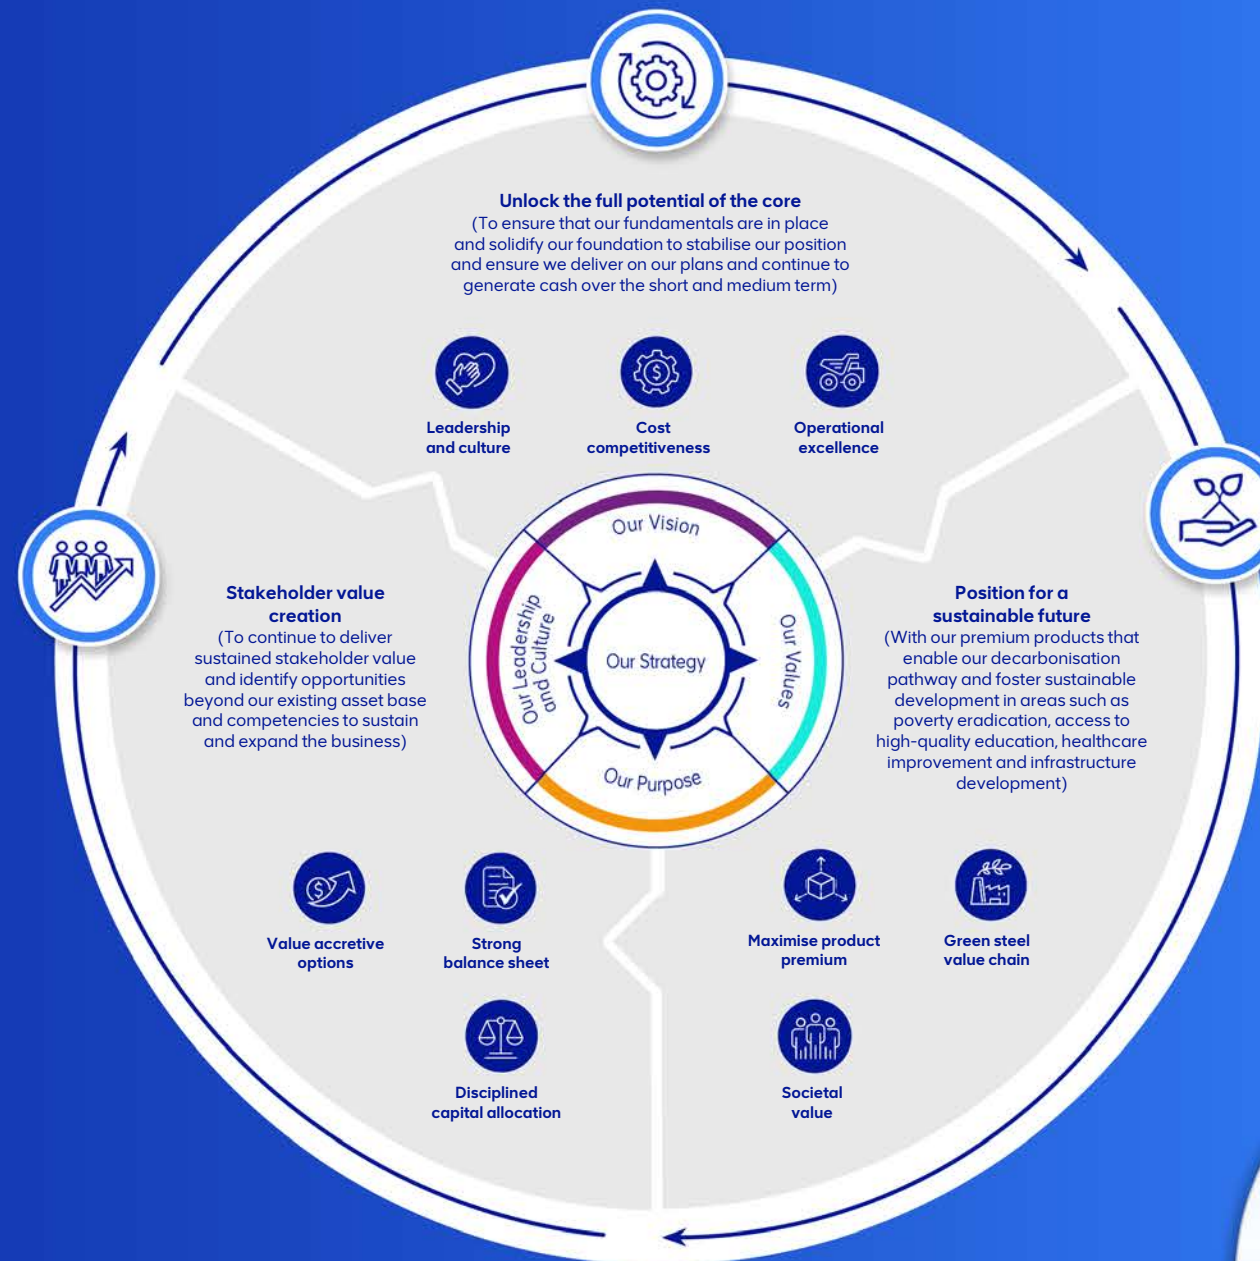 Unlock the full potential of the core
(To ensure that our fundamentals are in place
and solidify our foundation to stabilise our position
and ensure we deliver on our plans and continue to
generate cash over the short and medium term)
Leadership
and culture
Cost
competitiveness
Operational
excellence
Our Vision
Our Leadership
and Culture
Our Strategy
Our Values
Our Purpose
Stakeholder value
creation
(To continue to deliver
sustained stakeholder value
and identify opportunities
beyond our existing asset base
and competencies to sustain
and expand the business)
Position for a
sustainable future
(With our premium products that
enable our decarbonisation
pathway and foster sustainable
development in areas such as
poverty eradication, access to
high-quality education, healthcare
improvement and infrastructure
development)
Value accretive
options
Strong
balance sheet
Disciplined
capital allocation
Maximise product
premium
Green steel
value chain
Societal
value